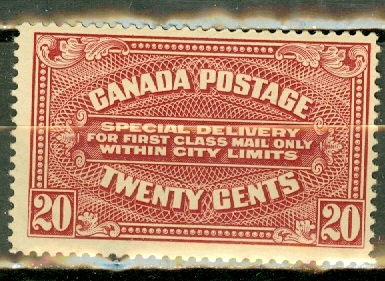 CANADA POSTAGE
SPECIAL DELIVERY
FOR FIRST CLASS MAIL ONLY
WITHIN CITY LIMITS
TWENTY CENTS
20 20